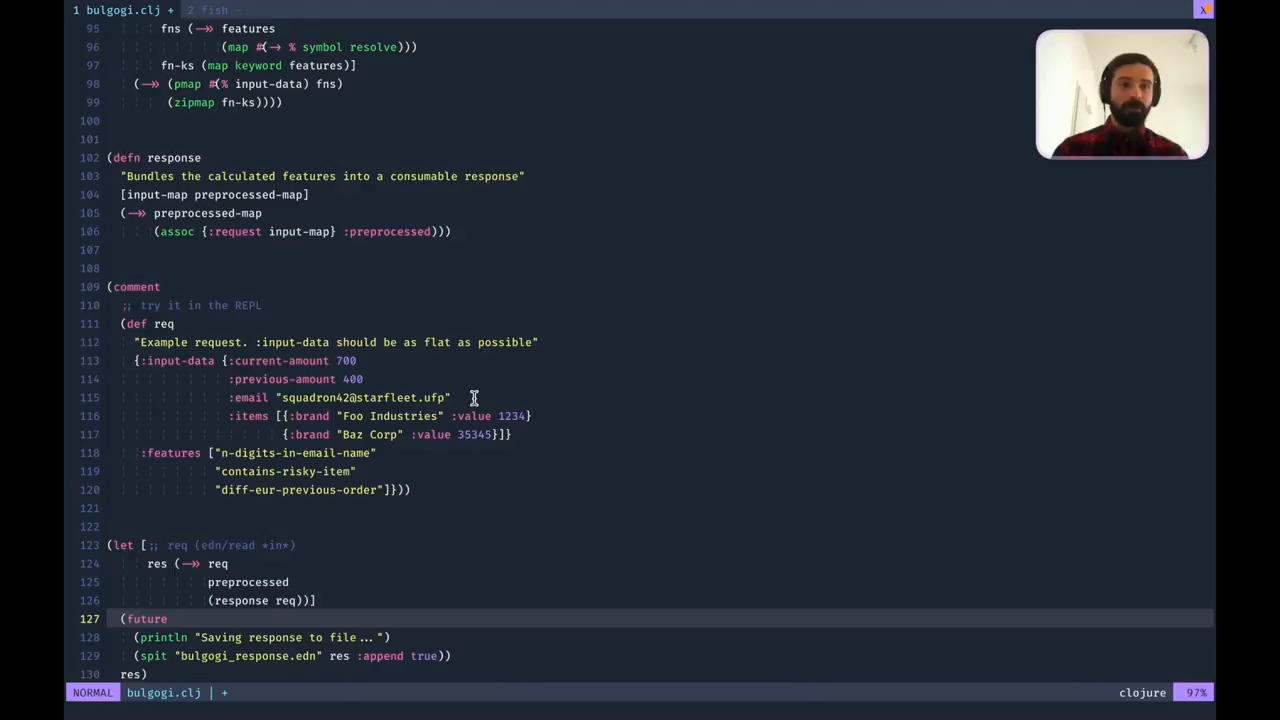 1 bulgogi.clj + 2 fish - X
95 fns (->> features
96 (map #(-> % symbol resolve)))
97 fn-ks (map keyword features)]
98 (->> (pmap #(% input-data) fns)
99 (zipmap fn-ks))))
100
101
102 (defn response
103 "Bundles the calculated features into a consumable response"
104 [input-map preprocessed-map]
105 (->> preprocessed-map
106 (assoc {:request input-map} :preprocessed)))
107
108
109 (comment
110 ;; try it in the REPL
111 (def req
112 "Example request. :input-data should be as flat as possible"
113 {:input-data {:current-amount 700
114 :previous-amount 400
115 :email "squadron42@starfleet.ufp"
116 :items [{:brand "Foo Industries" :value 1234}
117 {:brand "Baz Corp" :value 35345}]}
118 :features ["n-digits-in-email-name"
119 "contains-risky-item"
120 "diff-eur-previous-order"]}))
121
122
123 (let [;; req (edn/read *in*)
124 res (->> req
125 preprocessed
126 (response req))]
127 (future
128 (println "Saving response to file...")
129 (spit "bulgogi_response.edn" res :append true))
130 res)
NORMAL bulgogi.clj | + clojure 97%